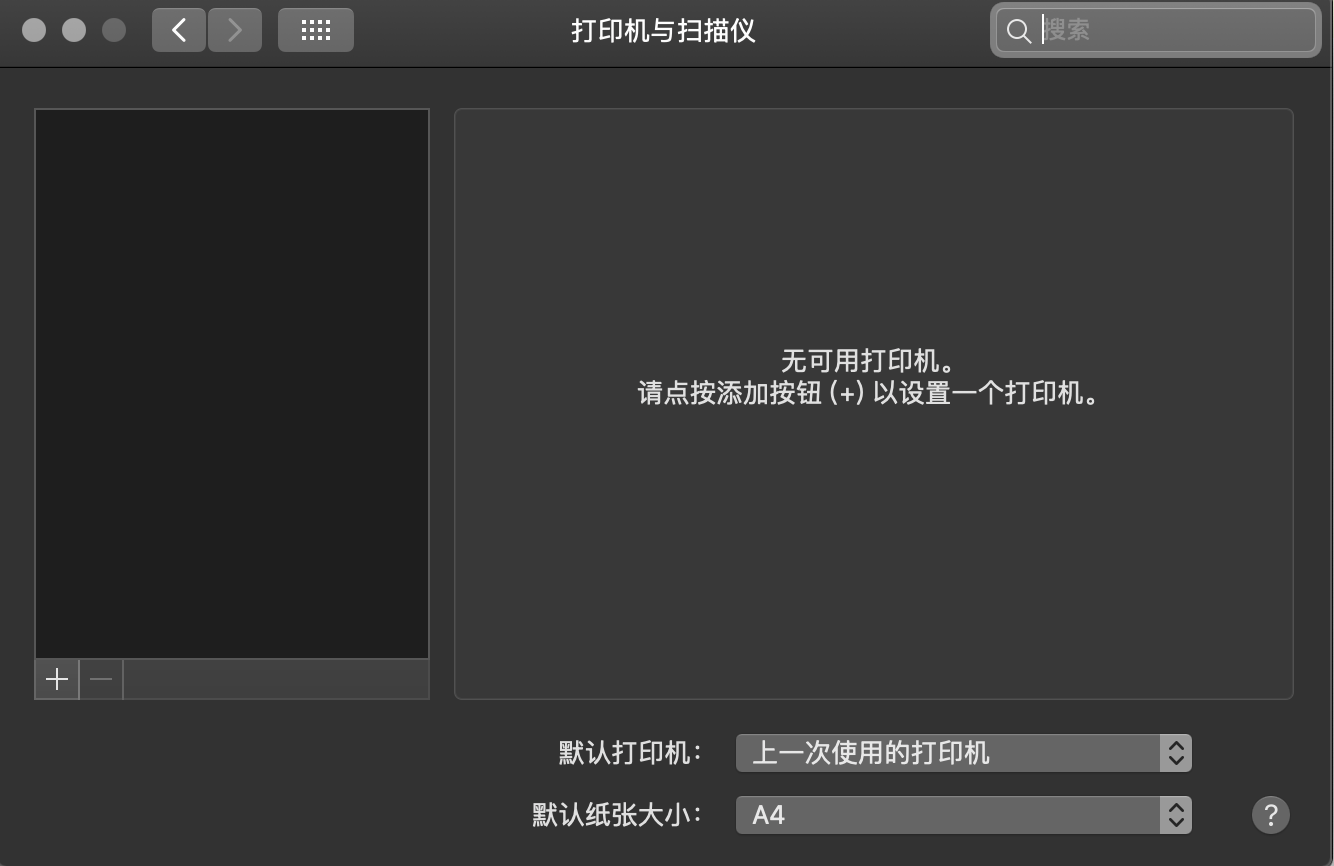 打印机与扫描仪
搜索
无可用打印机。
请点按添加按钮 (+) 以设置一个打印机。
默认打印机：
上一次使用的打印机
默认纸张大小：
A4
?